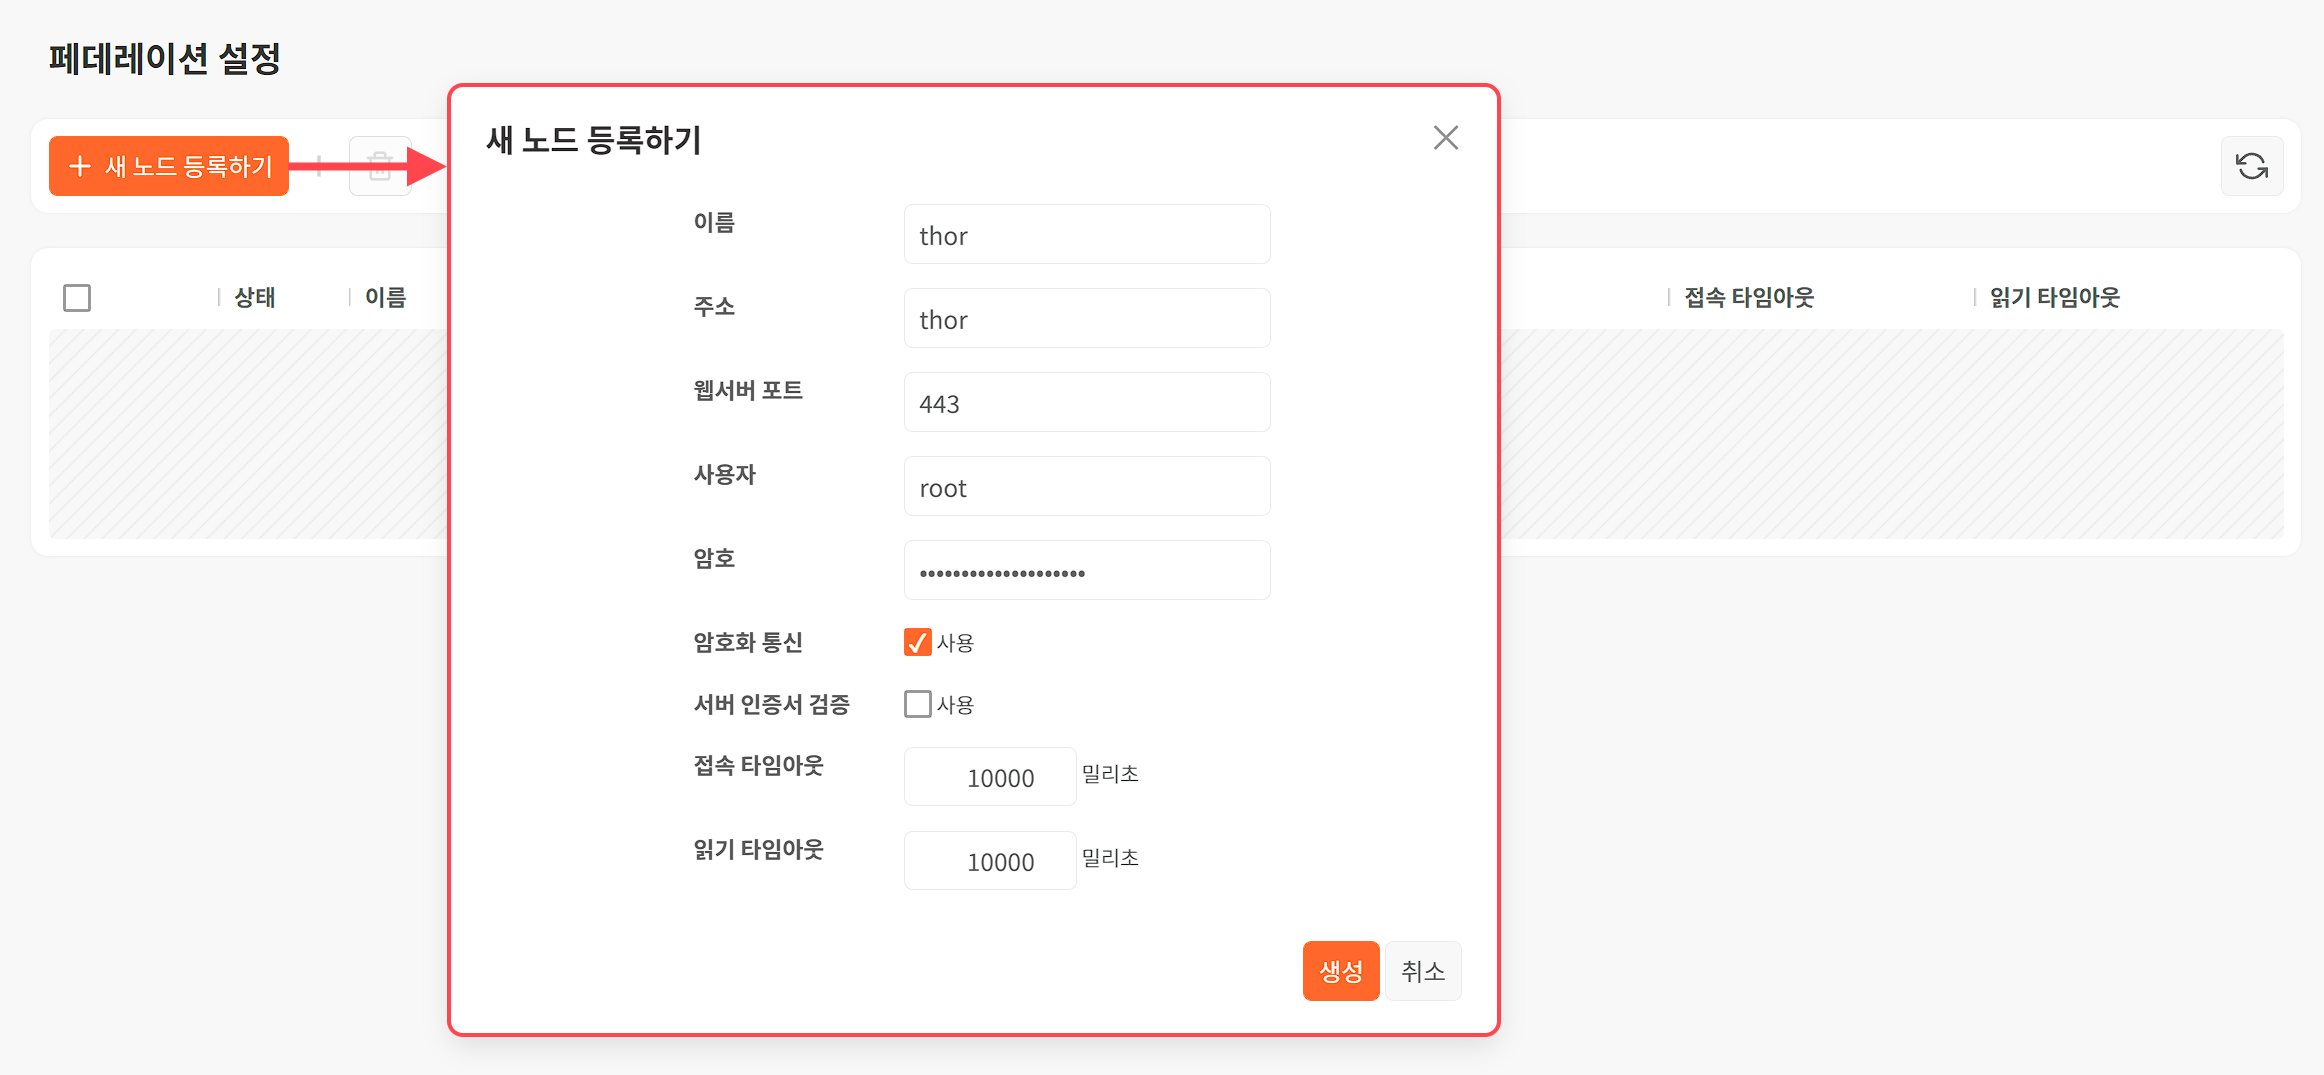 페데레이션 설정
새 노드 등록하기
새 노드 등록하기
상태 이름 접속 타임아웃 읽기 타임아웃
이름 thor
주소 thor
웹서버 포트 443
사용자 root
암호 ••••••••••••••••••••
암호화 통신 사용
서버 인증서 검증 사용
접속 타임아웃 10000 밀리초
읽기 타임아웃 10000 밀리초
생성 취소